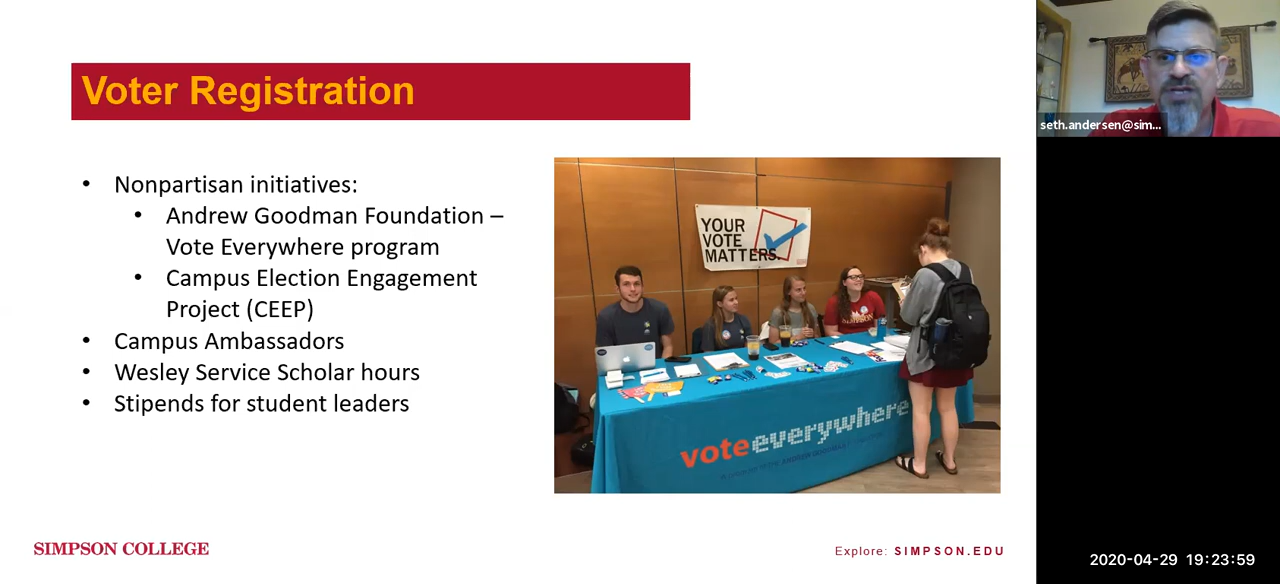 Voter Registration
seth.andersen@sim...
• Nonpartisan initiatives:
• Andrew Goodman Foundation –
Vote Everywhere program
• Campus Election Engagement
Project (CEEP)
• Campus Ambassadors
• Wesley Service Scholar hours
• Stipends for student leaders
YOUR
VOTE
MATTERS.
SIMPSON
voteeverywhere
SIMPSON COLLEGE
Explore: SIMPSON.EDU
2020-04-29 19:23:59